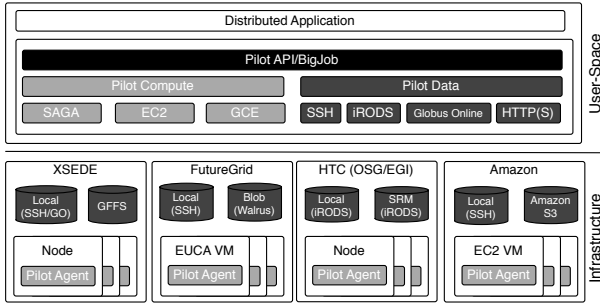 Distributed Application
Pilot API/BigJob
Pilot Compute
Pilot Data
SAGA
EC2
GCE
SSH
iRODS
Globus Online
HTTP(S)
User-Space
XSEDE
FutureGrid
HTC (OSG/EGI)
Amazon
Local
(SSH/GO)
GFFS
Local
(SSH)
Blob
(Walrus)
Local
(iRODS)
SRM
(iRODS)
Local
(SSH)
Amazon
S3
Node
Pilot Agent
EUCA VM
Pilot Agent
Node
Pilot Agent
EC2 VM
Pilot Agent
Infrastructure